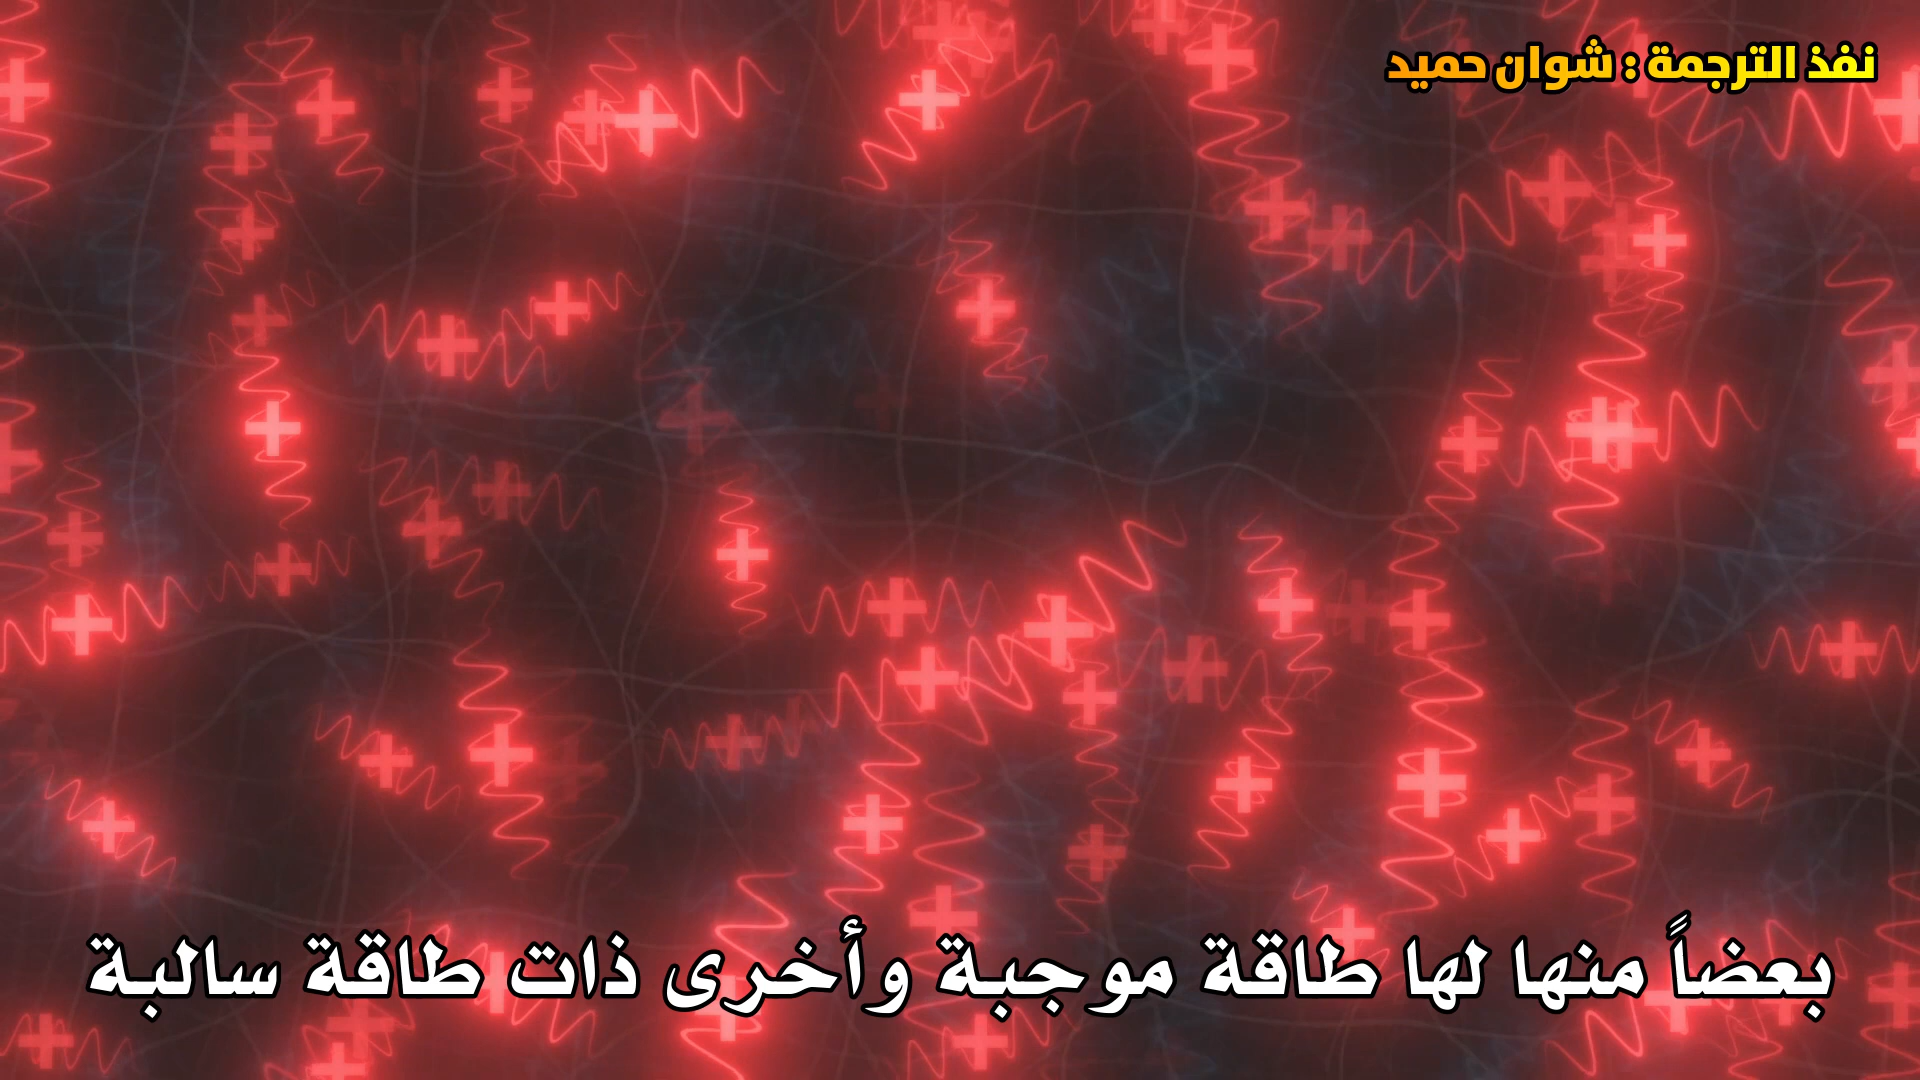 نفذ الترجمة : شوان حميد
بعضاً منها لها طاقة موجبة وأخرى ذات طاقة سالبة